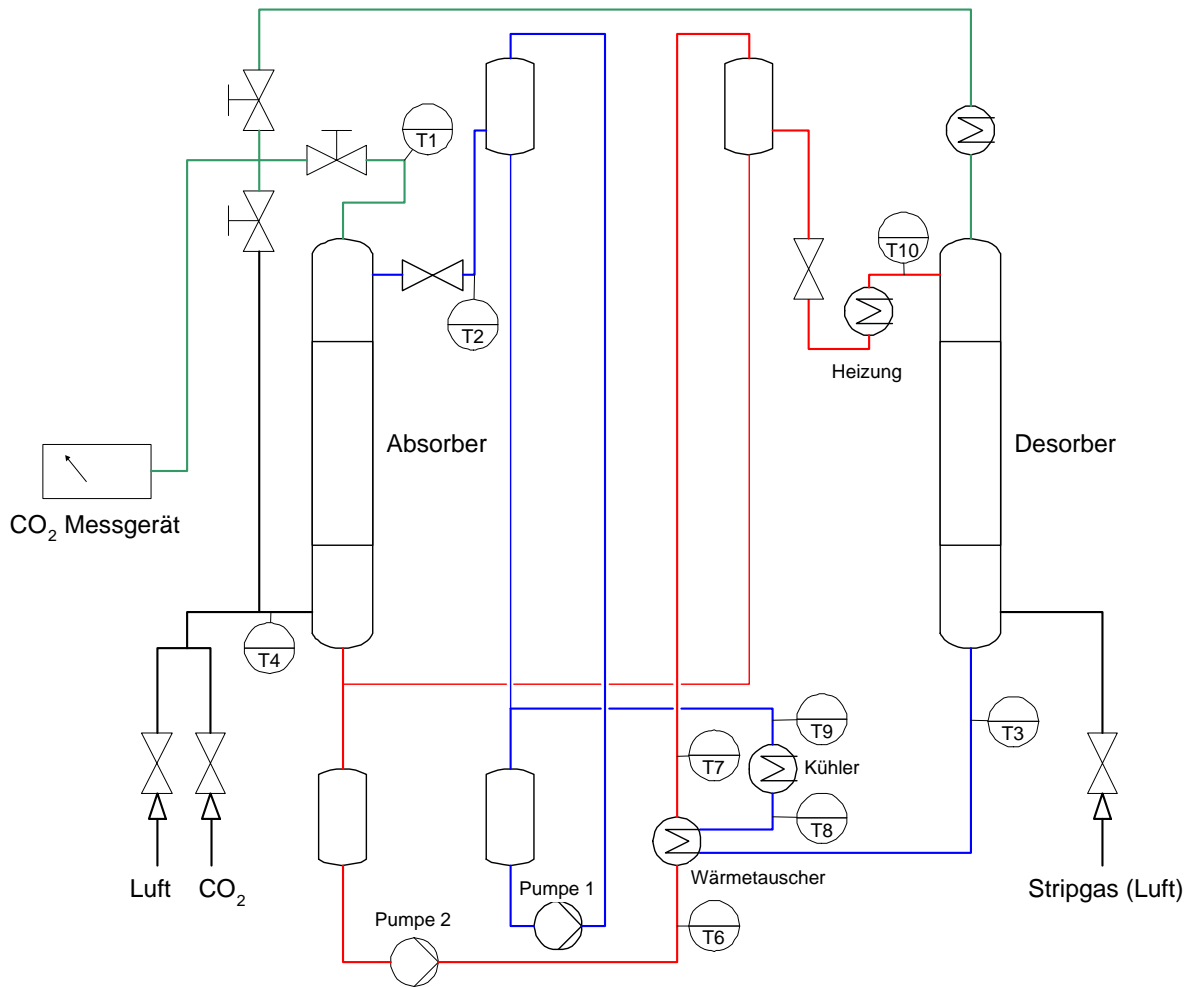 T1
T10
T2
Heizung
Absorber
Desorber
CO2 Messgerät
T4
T9
T3
T7
Kühler
T8
Wärmetauscher
Luft
CO2
Pumpe 1
Stripgas (Luft)
Pumpe 2
T6